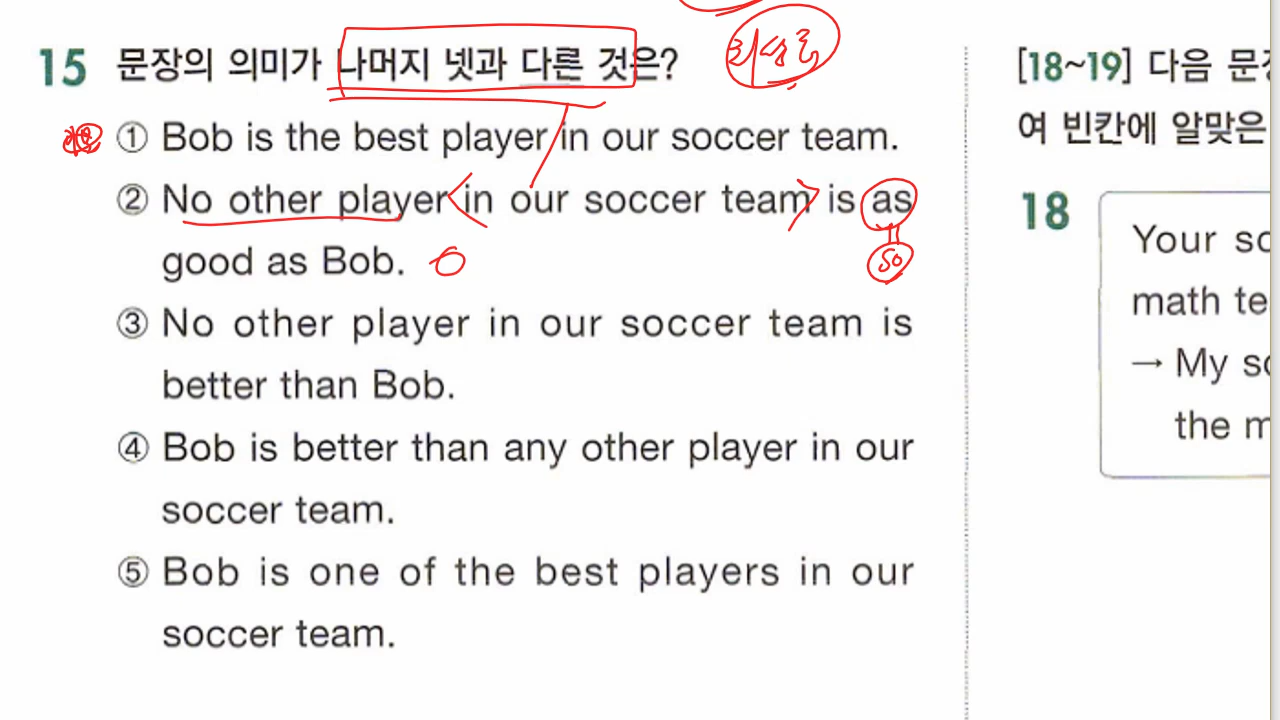 15 문장의 의미가 나머지 넷과 다른 것은?
① Bob is the best player in our soccer team.
② No other player in our soccer team is as
so
good as Bob.
③ No other player in our soccer team is
better than Bob.
④ Bob is better than any other player in our
soccer team.
⑤ Bob is one of the best players in our
soccer team.
[18~19] 다음 문
여 빈칸에 알맞은
18
Your so
math te
→ My so
the m